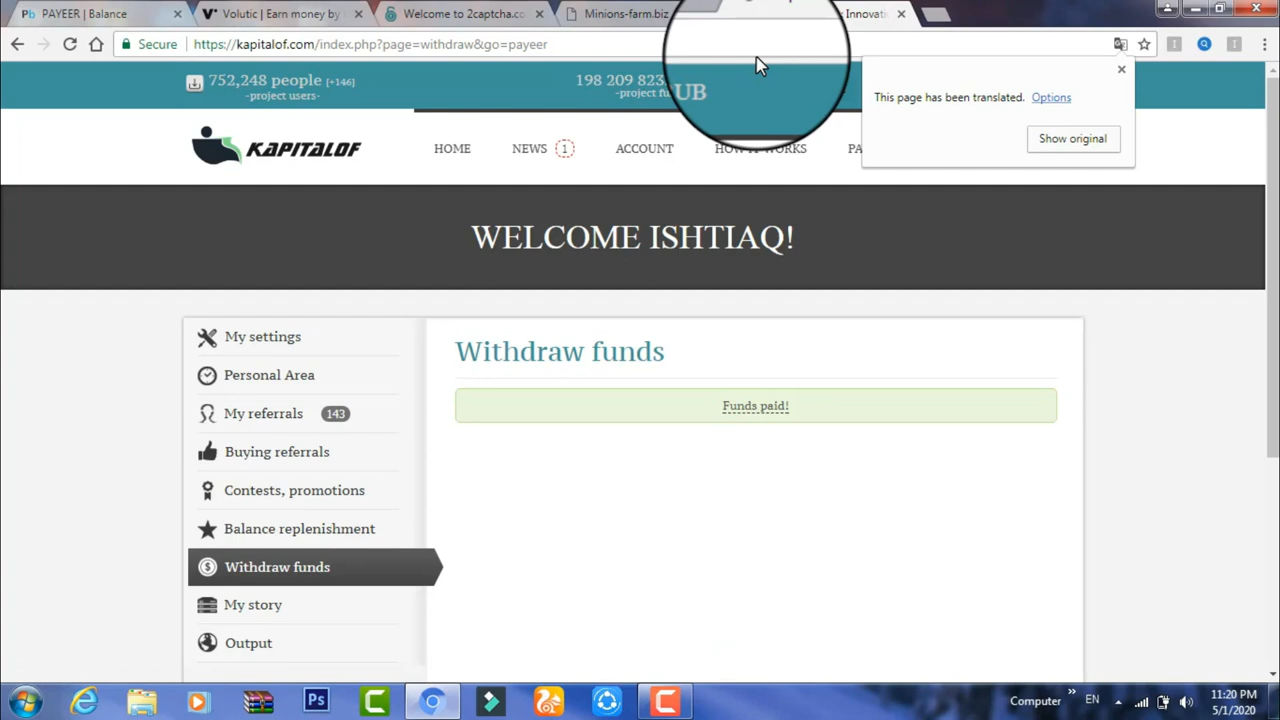 PAYEER | Balance
Volutic | Earn money by
Welcome to 2captcha.co
Minions-farm.biz
Innovati
Secure
https://kapitalof.com/index.php?page=withdraw&go=payeer
752,248 people [+146]
-project users-
198 209 823
-project fu
UB
This page has been translated. Options
Show original
KAPITALOF
HOME
NEWS 1
ACCOUNT
HOW IT WORKS
PA
WELCOME ISHTIAQ!
My settings
Personal Area
My referrals 143
Buying referrals
Contests, promotions
Balance replenishment
Withdraw funds
My story
Output
Withdraw funds
Funds paid!
Computer
EN
11:20 PM
5/1/2020